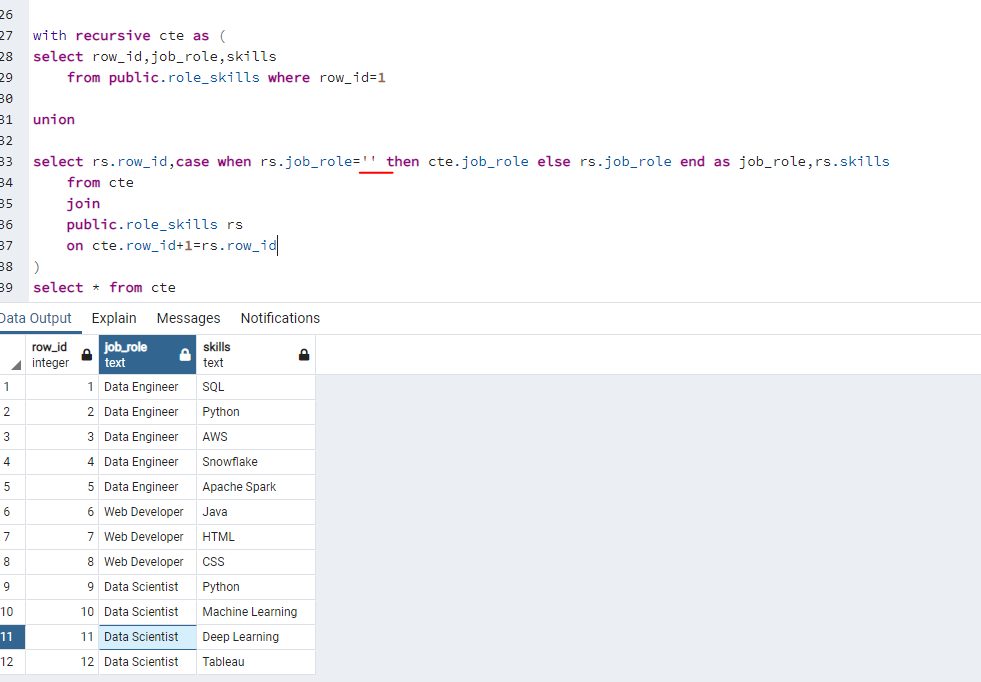 26
27 with recursive cte as (
28 select row_id,job_role,skills
29 from public.role_skills where row_id=1
30
31 union
32
33 select rs.row_id,case when rs.job_role='' then cte.job_role else rs.job_role end as job_role,rs.skills
34 from cte
35 join
36 public.role_skills rs
37 on cte.row_id+1=rs.row_id
38 )
39 select * from cte
Data Output Explain Messages Notifications
row_id job_role skills
integer text text
1 1 Data Engineer SQL
2 2 Data Engineer Python
3 3 Data Engineer AWS
4 4 Data Engineer Snowflake
5 5 Data Engineer Apache Spark
6 6 Web Developer Java
7 7 Web Developer HTML
8 8 Web Developer CSS
9 9 Data Scientist Python
10 10 Data Scientist Machine Learning
11 11 Data Scientist Deep Learning
12 12 Data Scientist Tableau